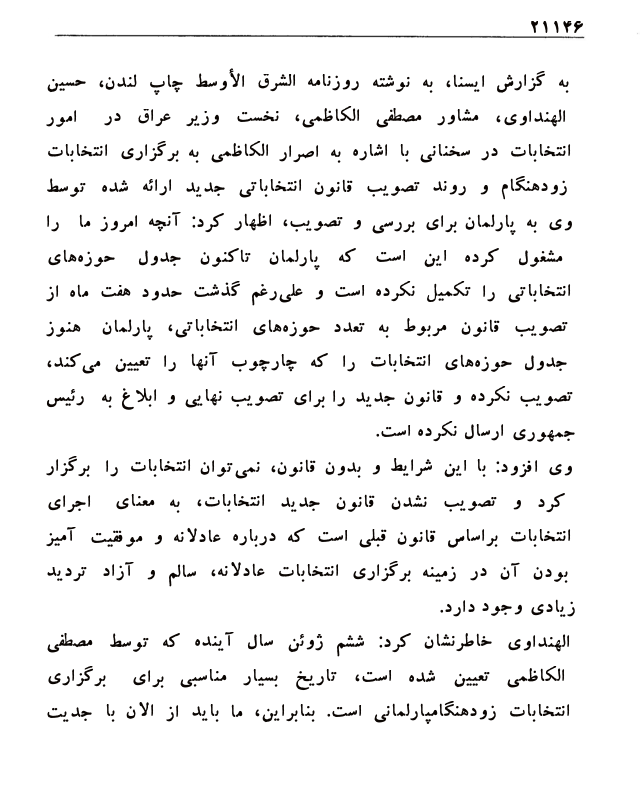 ۲۱۱۴۶
به گزارش ایسنا، به نوشته روزنامه الشرق الأوسط چاپ لندن، حسین
الهنداوی، مشاور مصطفی الکاظمی، نخست وزیر عراق در امور
انتخابات در سخنانی با اشاره به اصرار الکاظمی به برگزاری انتخابات
زودهنگام و روند تصویب قانون انتخاباتی جدید ارائه شده توسط
وی به پارلمان برای بررسی و تصویب، اظهار کرد: آنچه امروز ما را
مشغول کرده این است که پارلمان تاکنون جدول حوزه‌های
انتخاباتی را تکمیل نکرده است و علی‌رغم گذشت حدود هفت ماه از
تصویب قانون مربوط به تعدد حوزه‌های انتخاباتی، پارلمان هنوز
جدول حوزه‌های انتخابات را که چارچوب آنها را تعیین می‌کند،
تصویب نکرده و قانون جدید را برای تصویب نهایی و ابلاغ به رئیس
جمهوری ارسال نکرده است.
وی افزود: با این شرایط و بدون قانون، نمی‌توان انتخابات را برگزار
کرد و تصویب نشدن قانون جدید انتخابات، به معنای اجرای
انتخابات براساس قانون قبلی است که درباره عادلانه و موفقیت آمیز
بودن آن در زمینه برگزاری انتخابات عادلانه، سالم و آزاد تردید
زیادی وجود دارد.
الهنداوی خاطرنشان کرد: ششم ژوئن سال آینده که توسط مصطفی
الکاظمی تعیین شده است، تاریخ بسیار مناسبی برای برگزاری
انتخابات زودهنگامپارلمانی است. بنابراین، ما باید از الان با جدیت